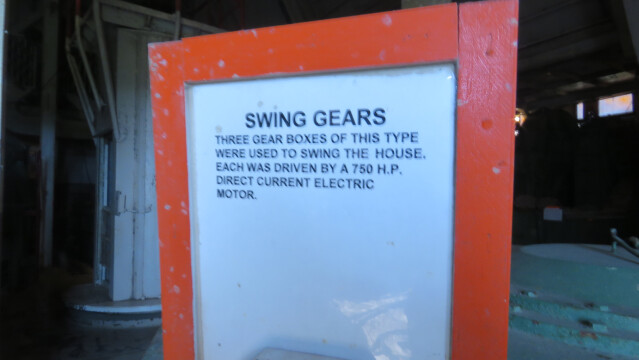 SWING GEARS
THREE GEAR BOXES OF THIS TYPE
WERE USED TO SWING THE HOUSE.
EACH WAS DRIVEN BY A 750 H.P.
DIRECT CURRENT ELECTRIC
MOTOR.